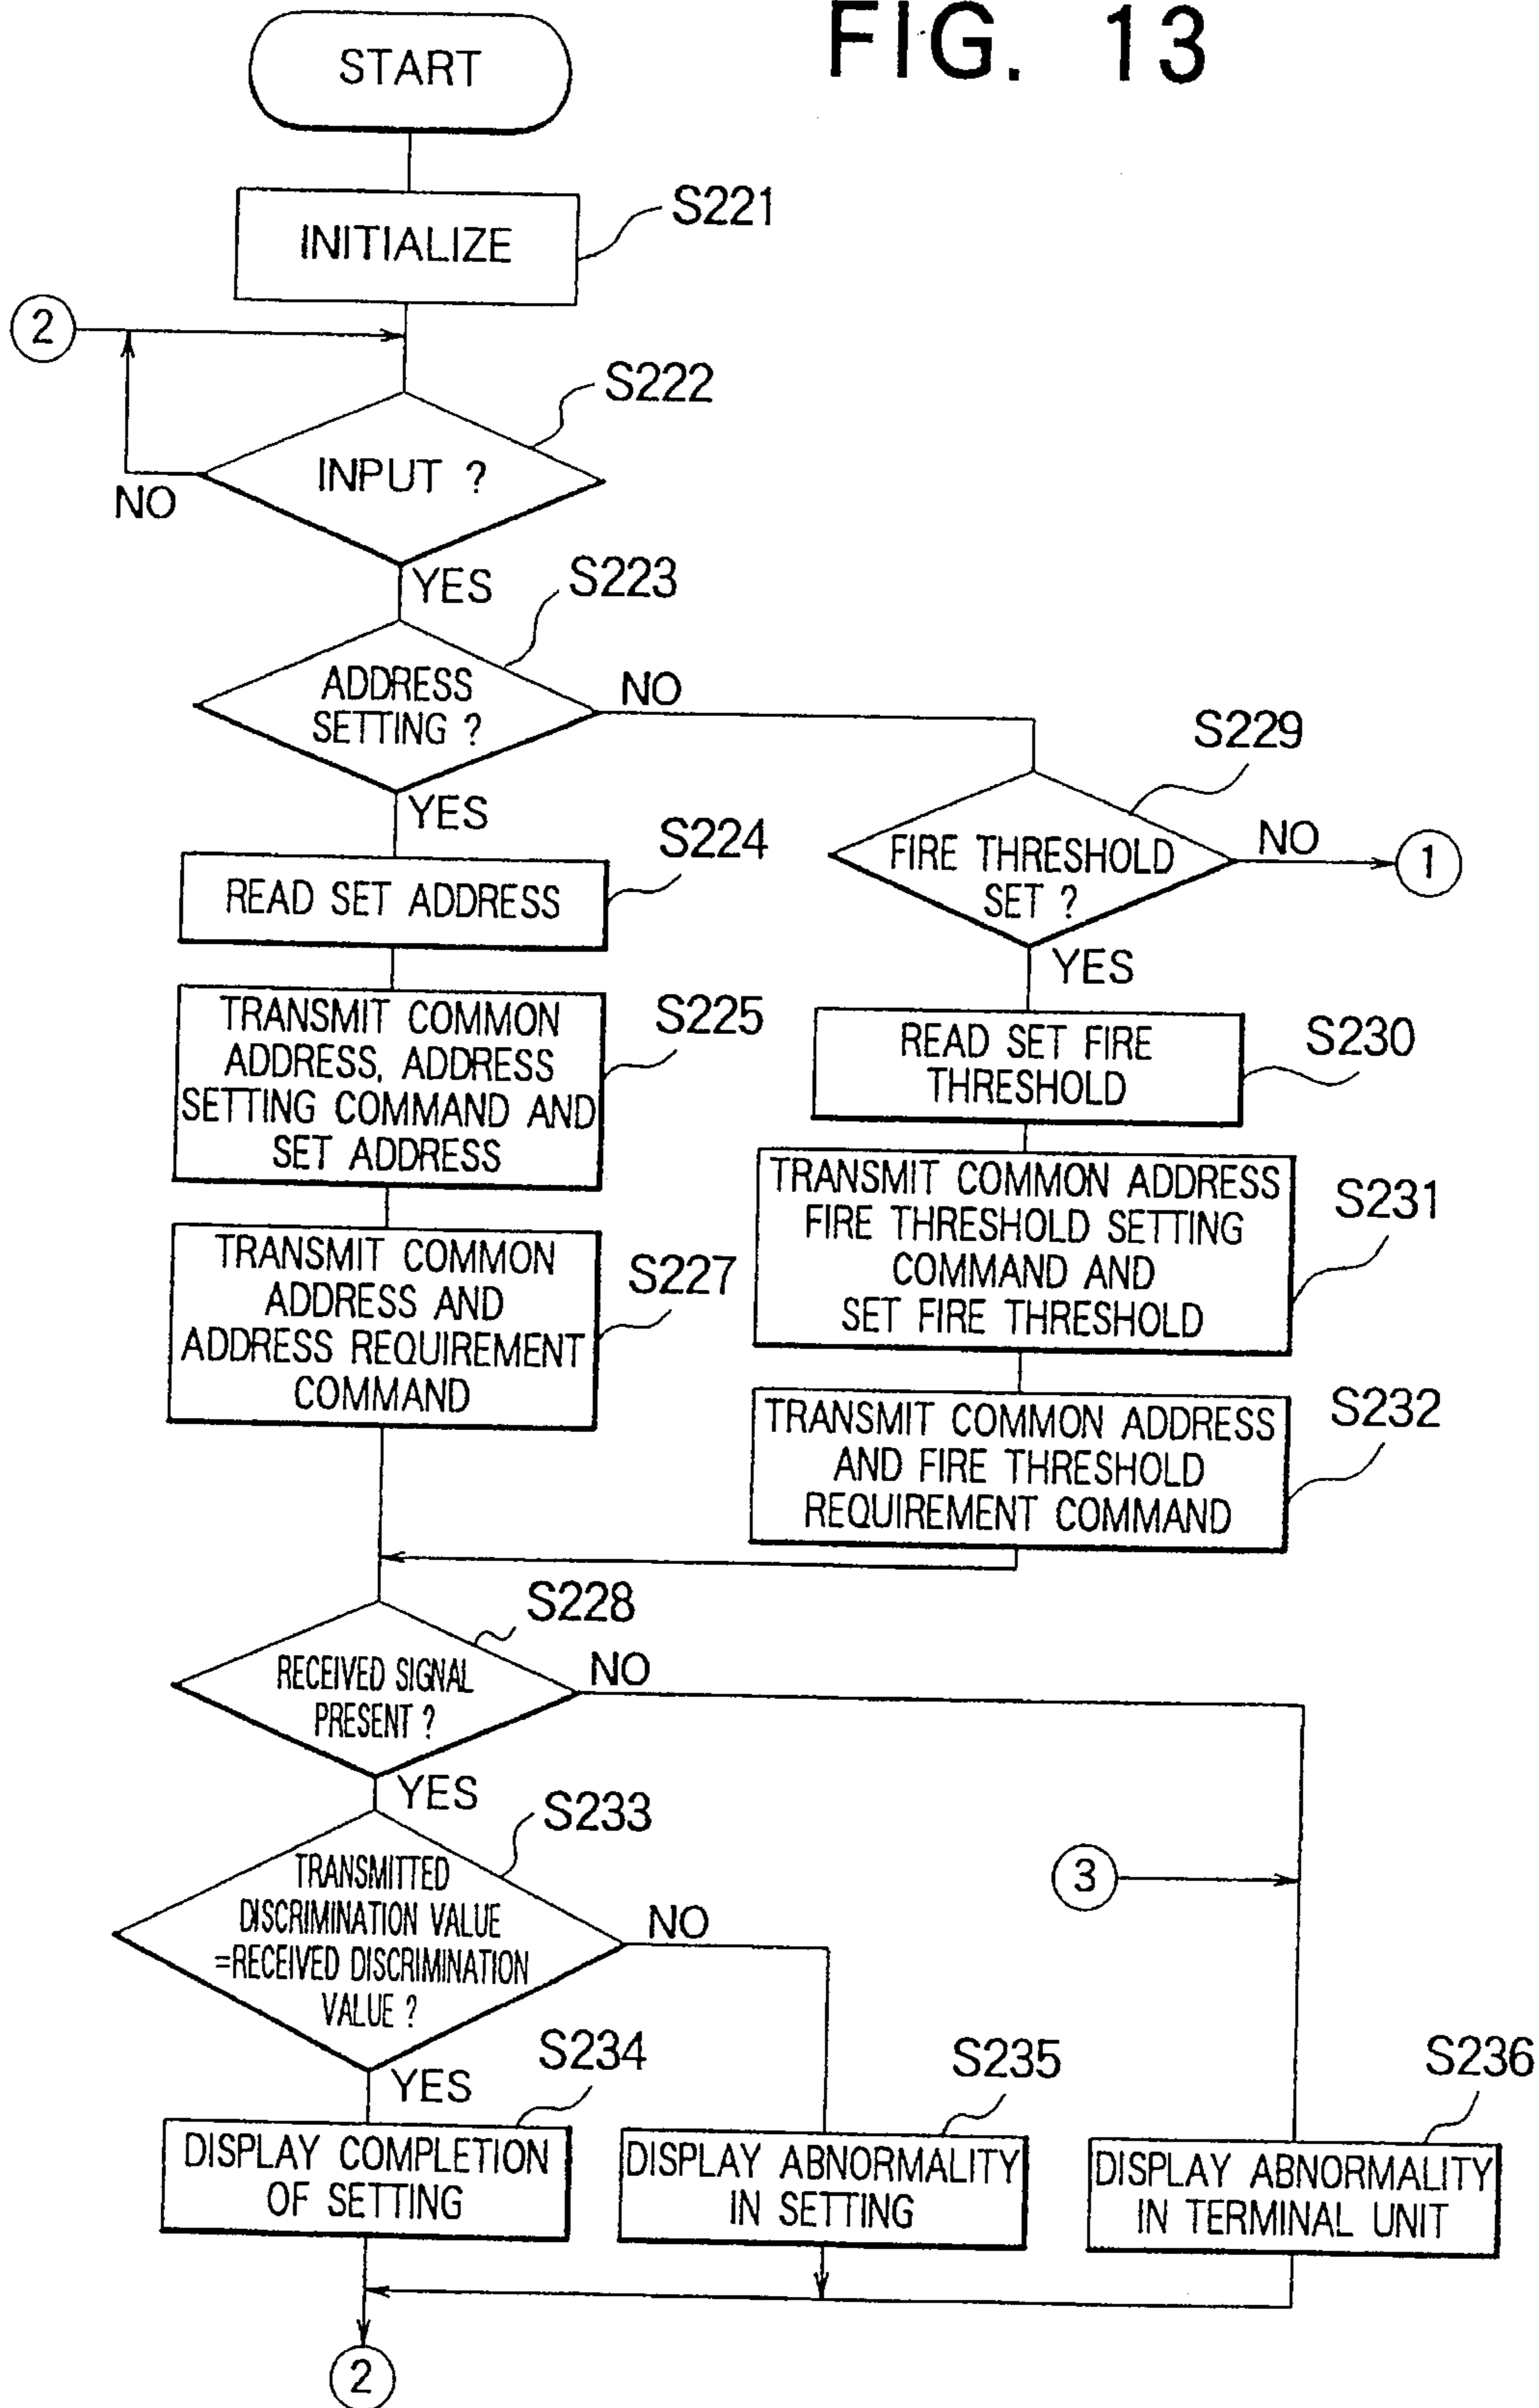 FIG. 13
START
INITIALIZE
S221
2
S222
INPUT ?
NO
YES
S223
ADDRESS
SETTING ?
NO
YES
S229
FIRE THRESHOLD
SET ?
NO
1
YES
S224
READ SET ADDRESS
S225
TRANSMIT COMMON
ADDRESS, ADDRESS
SETTING COMMAND AND
SET ADDRESS
S230
READ SET FIRE
THRESHOLD
S231
TRANSMIT COMMON ADDRESS
FIRE THRESHOLD SETTING
COMMAND AND
SET FIRE THRESHOLD
S227
TRANSMIT COMMON
ADDRESS AND
ADDRESS REQUIREMENT
COMMAND
S232
TRANSMIT COMMON ADDRESS
AND FIRE THRESHOLD
REQUIREMENT COMMAND
S228
RECEIVED SIGNAL
PRESENT ?
NO
YES
S233
TRANSMITTED
DISCRIMINATION VALUE
=RECEIVED DISCRIMINATION
VALUE ?
NO
3
YES
S234
DISPLAY COMPLETION
OF SETTING
S235
DISPLAY ABNORMALITY
IN SETTING
S236
DISPLAY ABNORMALITY
IN TERMINAL UNIT
2